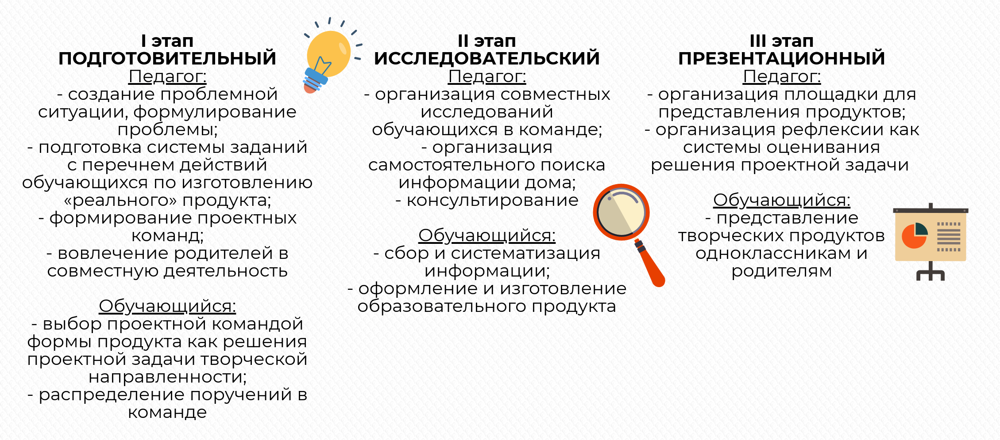 I этап
ПОДГОТОВИТЕЛЬНЫЙ
Педагог:
- создание проблемной
ситуации, формулирование
проблемы;
- подготовка системы заданий
с перечнем действий
обучающихся по изготовлению
«реального» продукта;
- формирование проектных
команд;
- вовлечение родителей в
совместную деятельность
Обучающийся:
- выбор проектной командой
формы продукта как решения
проектной задачи творческой
направленности;
- распределение поручений в
команде
II этап
ИССЛЕДОВАТЕЛЬСКИЙ
Педагог:
- организация совместных
исследований
обучающихся в команде;
- организация
самостоятельного поиска
информации дома;
- консультирование
Обучающийся:
- сбор и систематизация
информации;
- оформление и изготовление
образовательного продукта
III этап
ПРЕЗЕНТАЦИОННЫЙ
Педагог:
- организация площадки для
представления продуктов;
- организация рефлексии как
системы оценивания
решения проектной задачи
Обучающийся:
- представление
творческих продуктов
одноклассникам и
родителям